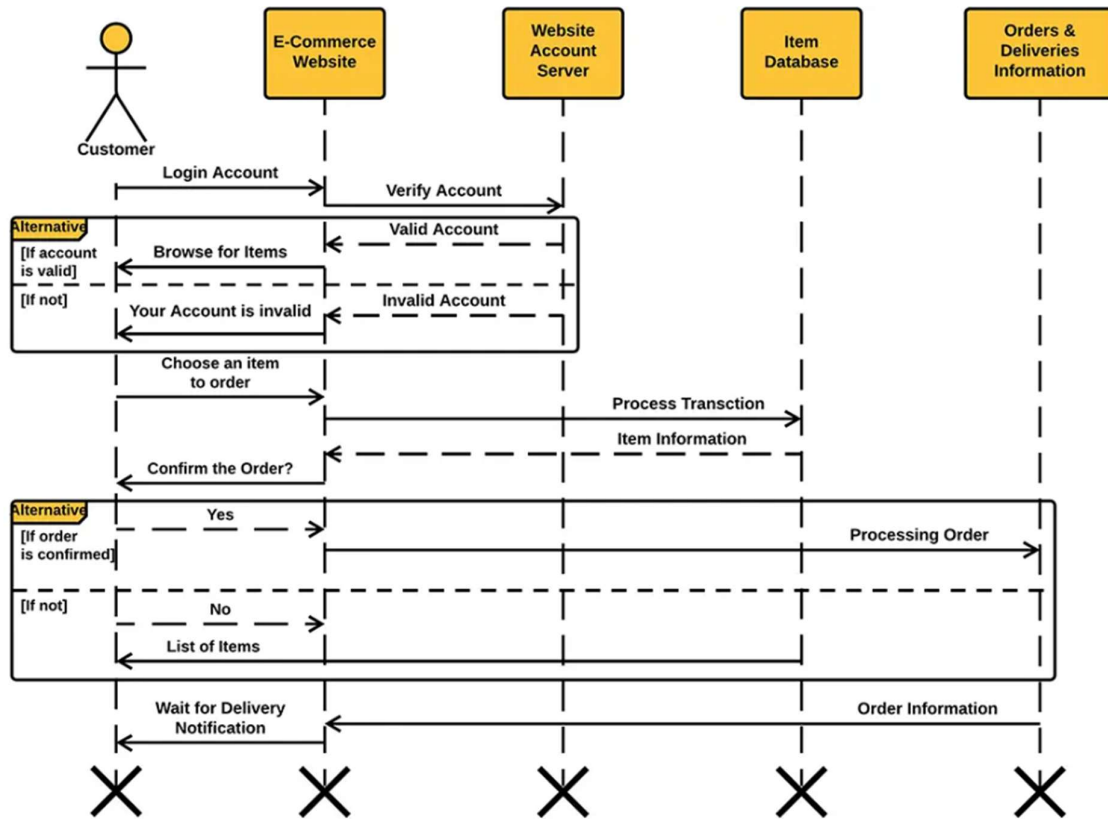 E-Commerce
Website
Website
Account
Server
Item
Database
Orders &
Deliveries
Information
Customer
Login Account
Verify Account
Alternative
Valid Account
[If account
is valid]
Browse for Items
[If not]
Invalid Account
Your Account is invalid
Choose an item
to order
Process Transction
Item Information
Confirm the Order?
Alternative
Yes
[If order
is confirmed]
Processing Order
[If not]
No
List of Items
Wait for Delivery
Notification
Order Information